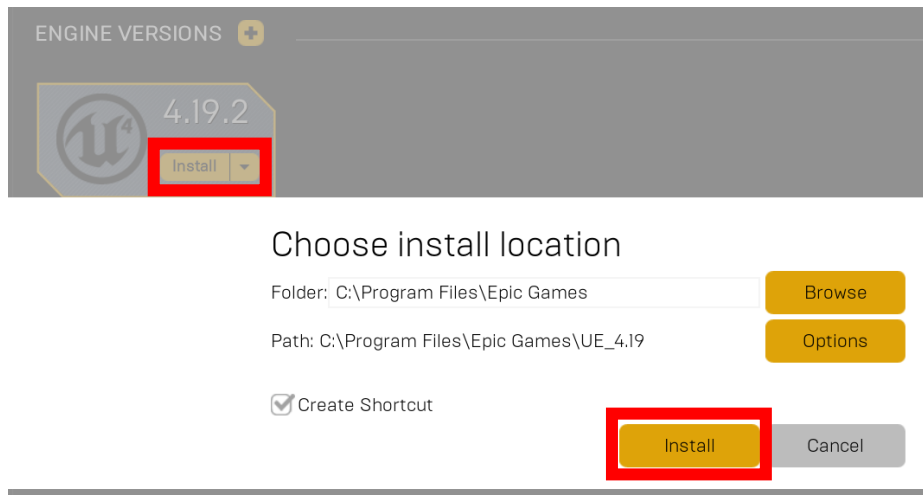 ENGINE VERSIONS
4.19.2
Install
Choose install location
Folder: C:\Program Files\Epic Games Browse
Path: C:\Program Files\Epic Games\UE_4.19 Options
Create Shortcut
Install Cancel